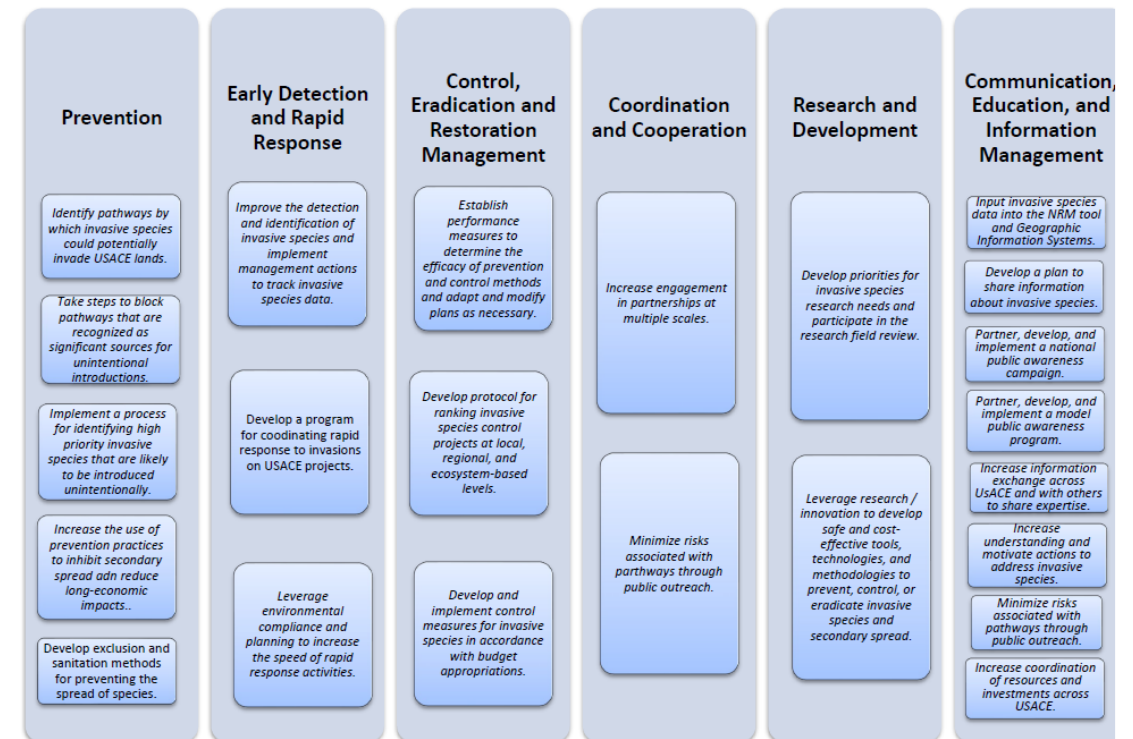 Prevention
Identify pathways by
which invasive species
could potentially
invade USACE lands.
Take steps to block
pathways that are
recognized as
significant sources for
unintentional
introductions.
Implement a process
for identifying high
priority invasive
species that are likely
to be introduced
unintentionally.
Increase the use of
prevention practices
to inhibit secondary
spread adn reduce
long-economic
impacts..
Develop exclusion and
sanitation methods
for preventing the
spread of species.
Early Detection
and Rapid
Response
Improve the detection
and identification of
invasive species and
implement
management actions
to track invasive
species data.
Develop a program
for coodinating rapid
response to invasions
on USACE projects.
Leverage
environmental
compliance and
planning to increase
the speed of rapid
response activities.
Control,
Eradication and
Restoration
Management
Establish
performance
measures to
determine the
efficacy of prevention
and control methods
and adapt and modify
plans as necessary.
Develop protocol for
ranking invasive
species control
projects at local,
regional, and
ecosystem-based
levels.
Develop and
implement control
measures for invasive
species in accordance
with budget
appropriations.
Coordination
and Cooperation
Increase engagement
in partnerships at
multiple scales.
Minimize risks
associated with
parthways through
public outreach.
Research and
Development
Develop priorities for
invasive species
research needs and
participate in the
research field review.
Leverage research /
innovation to develop
safe and cost-
effective tools,
technologies, and
methodologies to
prevent, control, or
eradicate invasive
species and
secondary spread.
Communication,
Education, and
Information
Management
Input invasive species
data into the NRM tool
and Geographic
Information Systems.
Develop a plan to
share information
about invasive species.
Partner, develop, and
implement a national
public awareness
campaign.
Partner, develop, and
implement a model
public awareness
program.
Increase information
exchange across
UsACE and with others
to share expertise.
Increase
understanding and
motivate actions to
address invasive
species.
Minimize risks
associated with
pathways through
public outreach.
Increase coordination
of resources and
investments across
USACE.